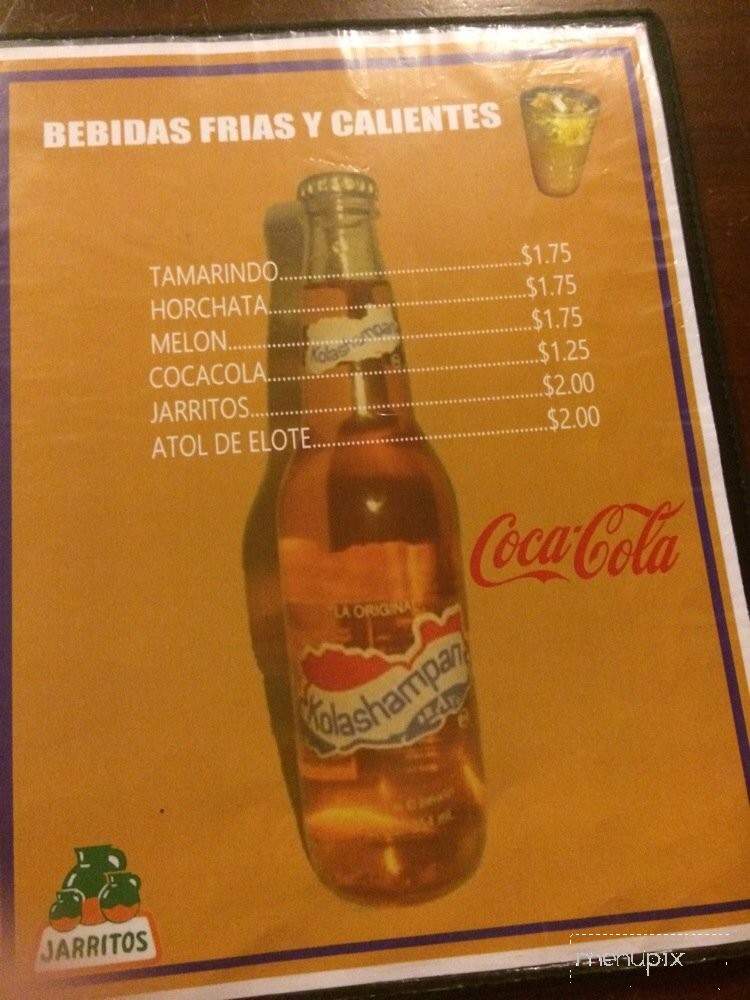 BEBIDAS FRIAS Y CALIENTES
TAMARINDO..............................................$1.75
HORCHATA.................................................$1.75
MELON.........................................................$1.75
COCACOLA..................................................$1.25
JARRITOS.....................................................$2.00
ATOL DE ELOTE...........................................$2.00
Kolashampan
Coca-Cola
LA ORIGINAL
Kolashampan
JARRITOS
menupix